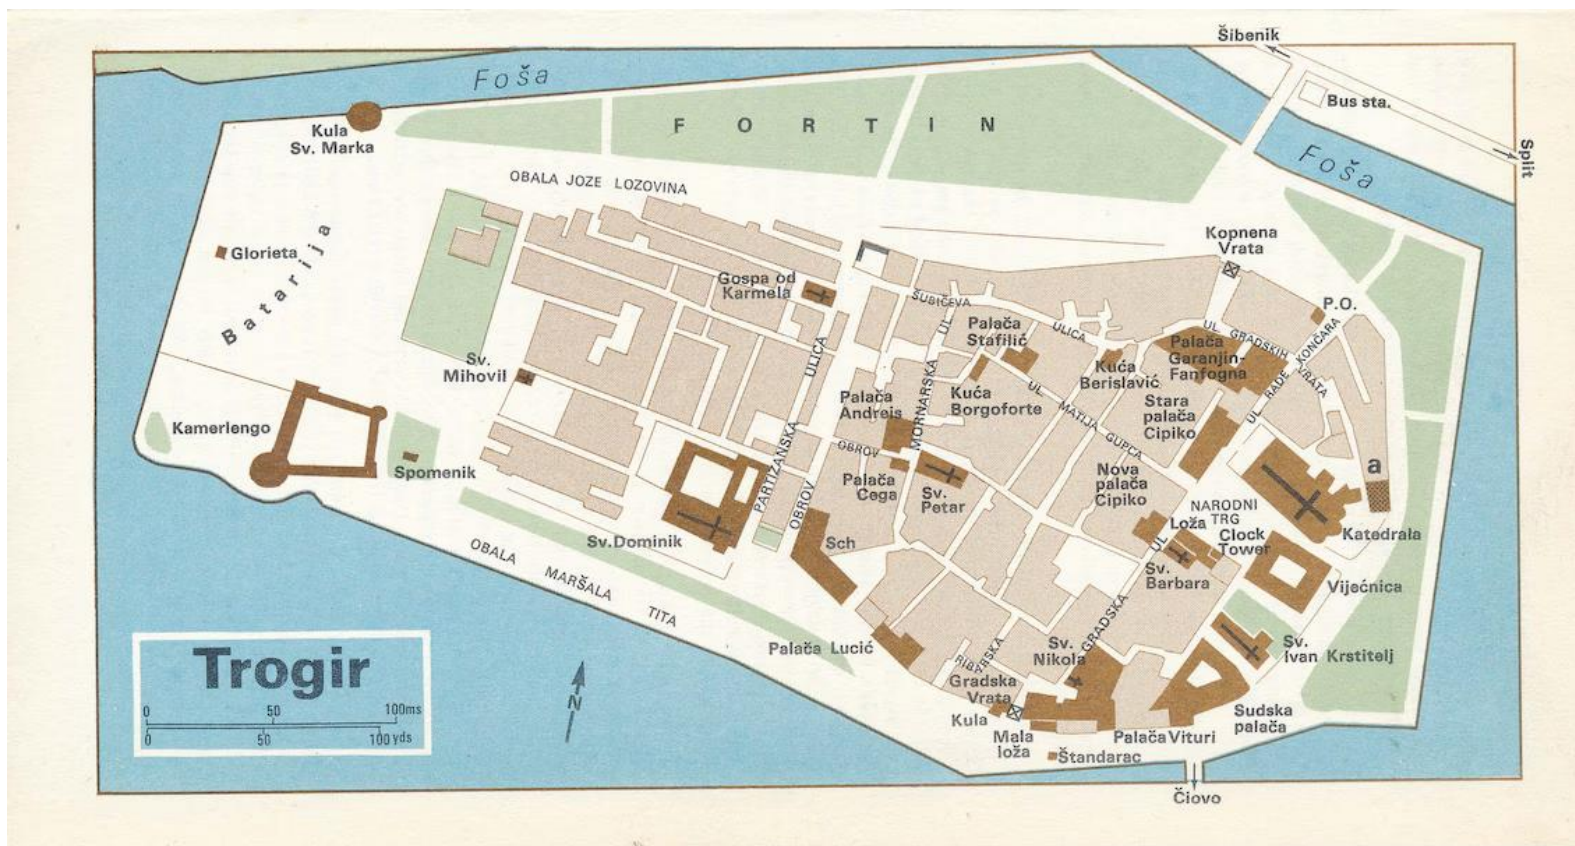 Šibenik
Foša
Bus sta.
Split
Kula
Sv. Marka
FORTIN
Foša
OBALA JOZE LOZOVINA
Kopnena
Vrata
Glorieta
Batarija
Gospa od
Karmela
ŠUBIĆEVA
ULICA
P.O.
Palača
Stafilić
UL GRADSKIH
VRATA
Palača
Garanjin-
Fanfogna
UL RADE KONČARA
Sv.
Mihovil
Kuća
Berislavić
Kuća
Borgoforte
Palača
Andreis
MORNARSKA UL
UL MATIJA GUPCA
Stara
palača
Cipiko
Kamerlengo
Spomenik
PARTIZANSKA ULICA
OBROV
OBROV
Palača
Cega
Sv.
Petar
Nova
palača
Cipiko
a
NARODNI
TRG
Loža
Clock
Tower
Katedrala
Sv. Dominik
Sch
Sv.
Barbara
Vijećnica
OBALA MARŠALA TITA
UL GRADSKA
Palača Lucić
RIBARSKA
Sv.
Nikola
Sv.
Ivan Krstitelj
Trogir
Gradska
Vrata
N
0 50 100ms
0 50 100 yds
Kula
Mala
loža
Palača Vituri
Sudska
palača
Štandarac
Čiovo